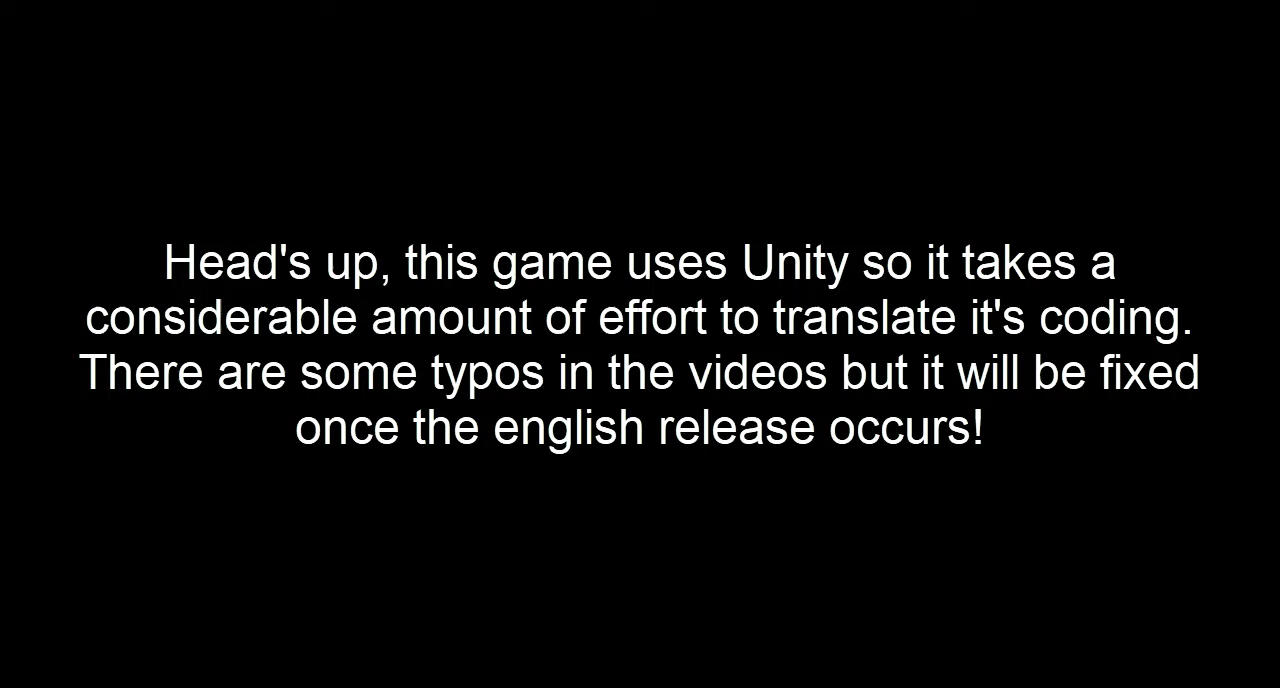 Head's up, this game uses Unity so it takes a
considerable amount of effort to translate it's coding.
There are some typos in the videos but it will be fixed
once the english release occurs!